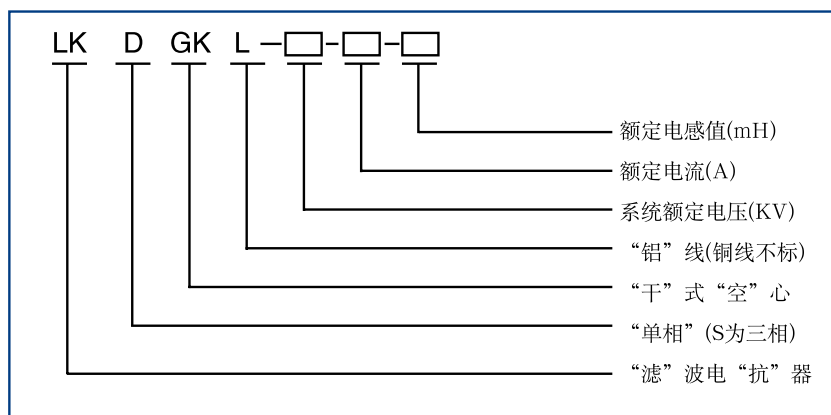 LK D GK L－□－□－□
额定电感值(mH)
额定电流(A)
系统额定电压(KV)
“铝”线(铜线不标)
“干”式“空”心
“单相”(S为三相)
“滤”波电“抗”器